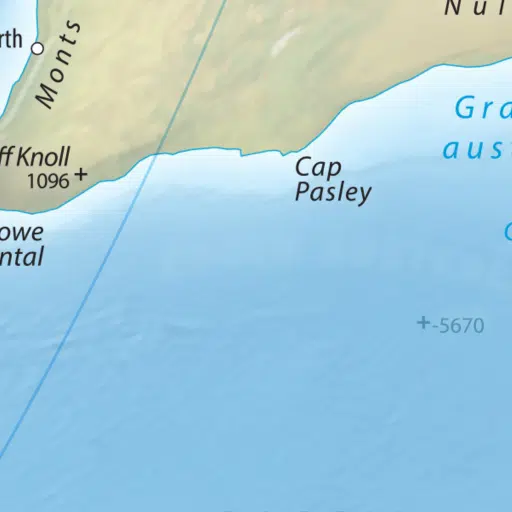 Nul
rth
Monts
Gra
aus
ff Knoll
1096
Cap
Pasley
owe
ntal
-5670